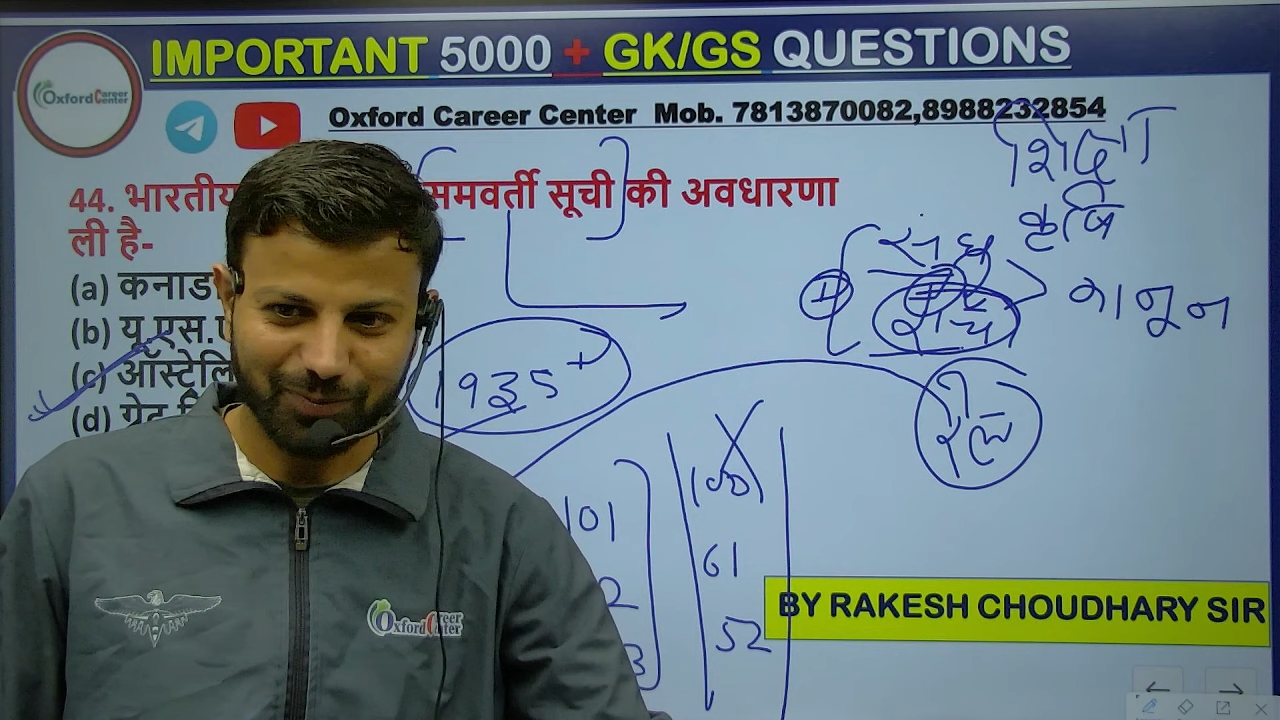 IMPORTANT 5000 + GK/GS QUESTIONS
Oxford Career Center
Oxford Career Center Mob. 7813870082,8988232854
शिक्षा
44. भारतीय समवर्ती सूची की अवधारणा
कृषि
ली है-
संघ
(a) कनाडा
कानून
(b) यू.एस.
राज्य
(c) ऑस्ट्रेलि
1935
(d) ग्रेट
रेल
101
61
52
BY RAKESH CHOUDHARY SIR
Oxford Career Center